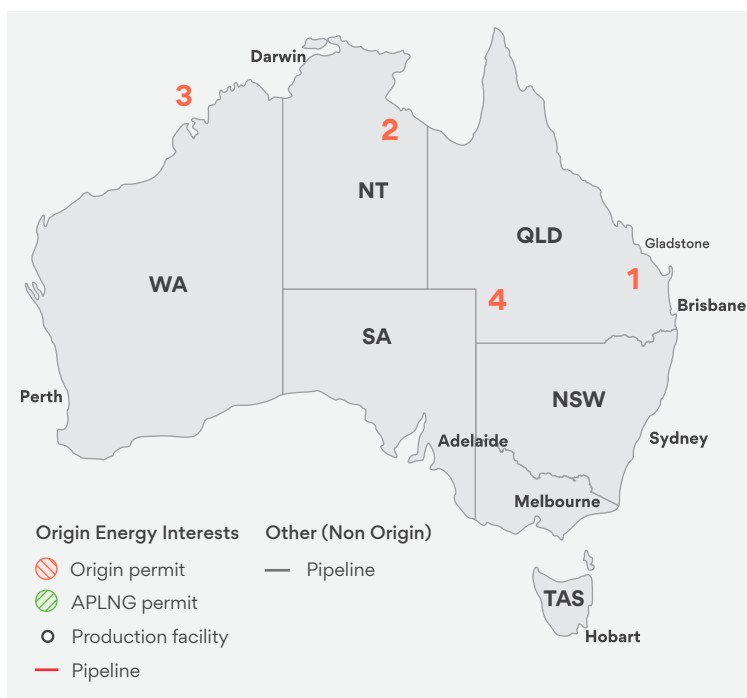 Darwin
3
2
NT
QLD
Gladstone
1
WA
4
Brisbane
SA
Perth
NSW
Adelaide
Sydney
Melbourne
TAS
Hobart
Origin Energy Interests
Origin permit
APLNG permit
Production facility
Pipeline
Other (Non Origin)
Pipeline